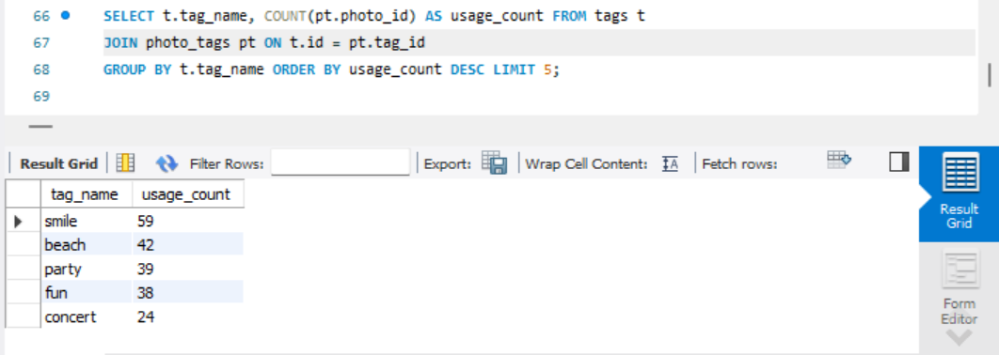 66 SELECT t.tag_name, COUNT(pt.photo_id) AS usage_count FROM tags t
67 JOIN photo_tags pt ON t.id = pt.tag_id
68 GROUP BY t.tag_name ORDER BY usage_count DESC LIMIT 5;
69
Result Grid Filter Rows: Export: Wrap Cell Content: IA Fetch rows:
tag_name usage_count
smile 59
beach 42
party 39
fun 38
concert 24
Result
Grid
Form
Editor